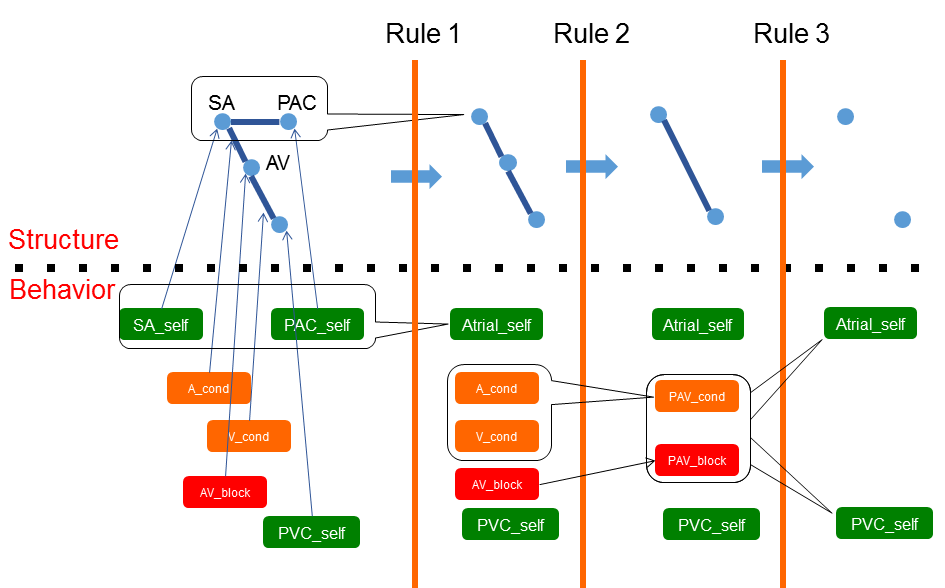 Rule 1
Rule 2
Rule 3
SA
PAC
AV
Structure
Behavior
SA_self
PAC_self
Atrial_self
Atrial_self
Atrial_self
A_cond
A_cond
PAV_cond
V_cond
V_cond
PAV_block
AV_block
AV_block
PVC_self
PVC_self
PVC_self
PVC_self